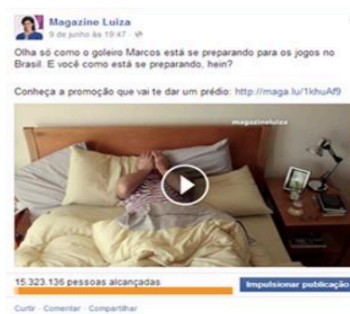 Magazine Luiza
9 de junho às 19:47 ·
Olha só como o goleiro Marcos está se preparando para os jogos no
Brasil. E você como está se preparando, hein?
Conheça a promoção que vai te dar um prédio: http://maga.lu/1khuAf9
magazineluiza
15.323.136 pessoas alcançadas
Impulsionar publicação
Curtir · Comentar · Compartilhar